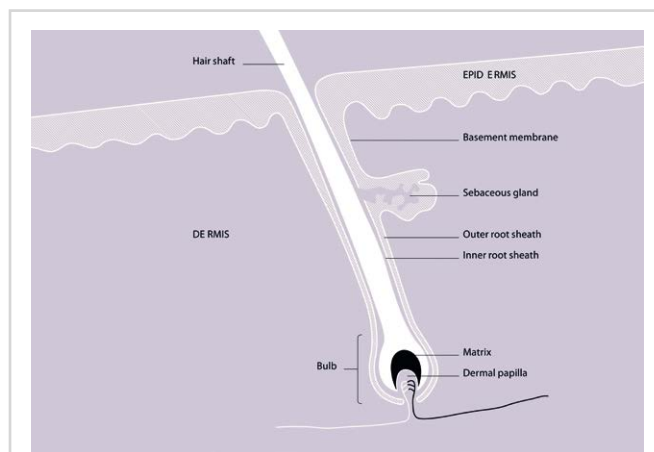 Hair shaft
EPID E RMIS
Basement membrane
Sebaceous gland
DE RMIS
Outer root sheath
Inner root sheath
Bulb
Matrix
Dermal papilla